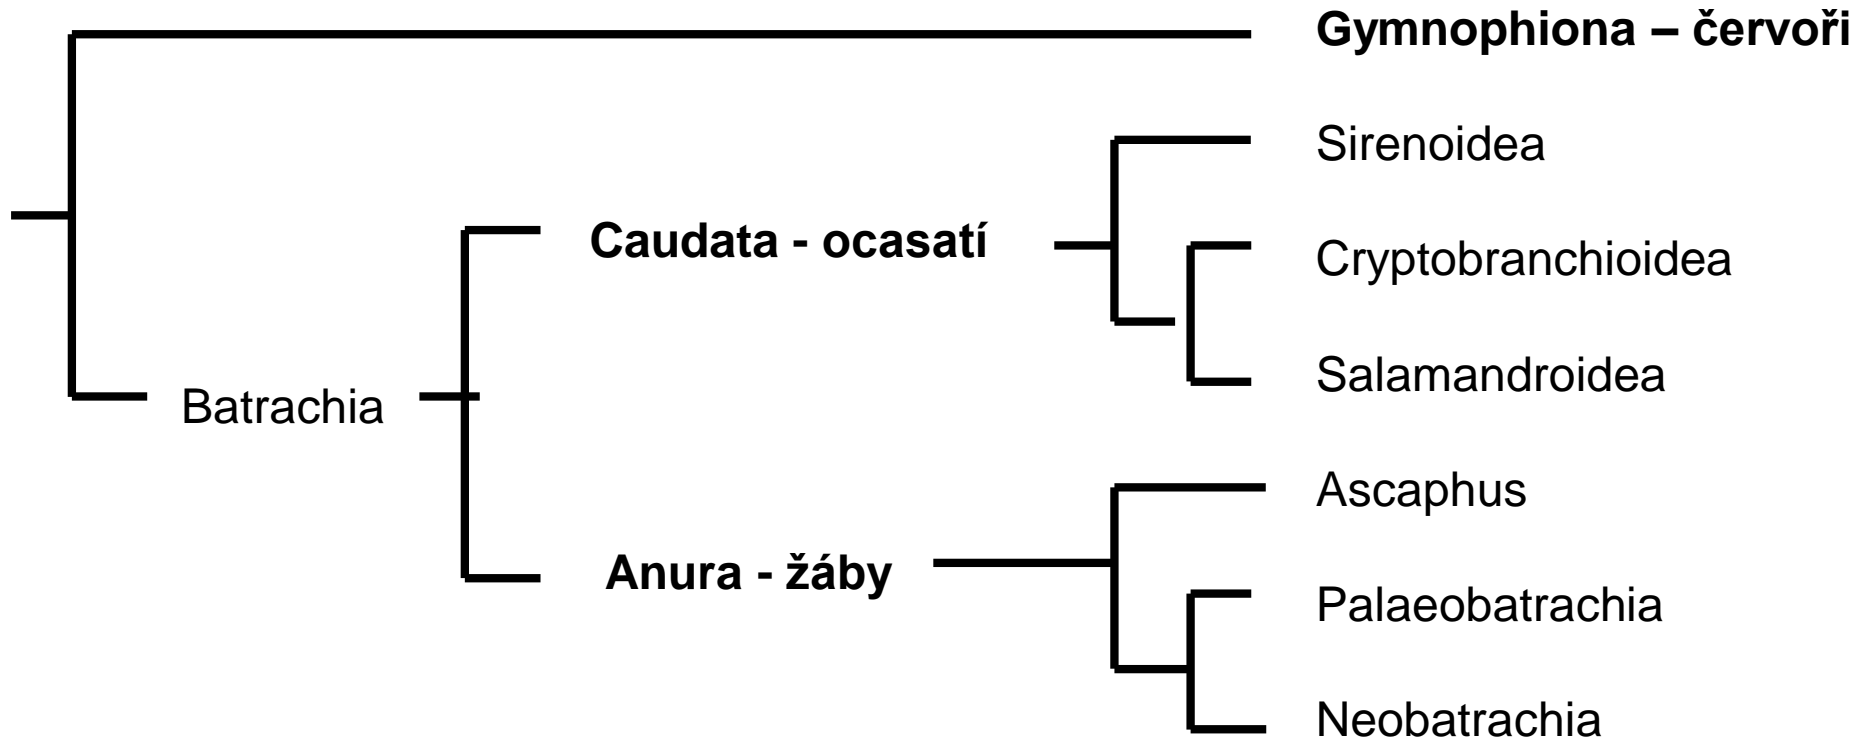 Gymnophiona – červoři
Sirenoidea
Caudata - ocasatí
Cryptobranchioidea
Salamandroidea
Batrachia
Ascaphus
Anura - žáby
Palaeobatrachia
Neobatrachia